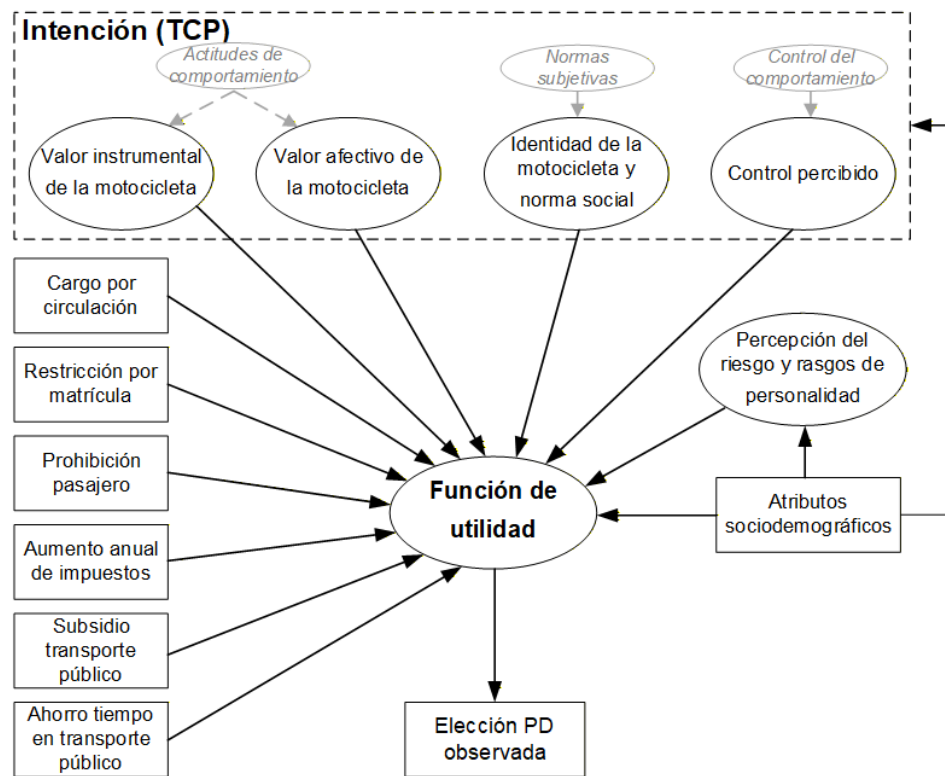 Intención (TCP)
Actitudes de
comportamiento
Normas
subjetivas
Control del
comportamiento
Valor instrumental
de la motocicleta
Valor afectivo de
la motocicleta
Identidad de la
motocicleta y
norma social
Control percibido
Cargo por
circulación
Restricción por
matrícula
Prohibición
pasajero
Aumento anual
de impuestos
Subsidio
transporte
público
Ahorro tiempo
en transporte
público
Percepción del
riesgo y rasgos de
personalidad
Función de
utilidad
Atributos
sociodemográficos
Elección PD
observada